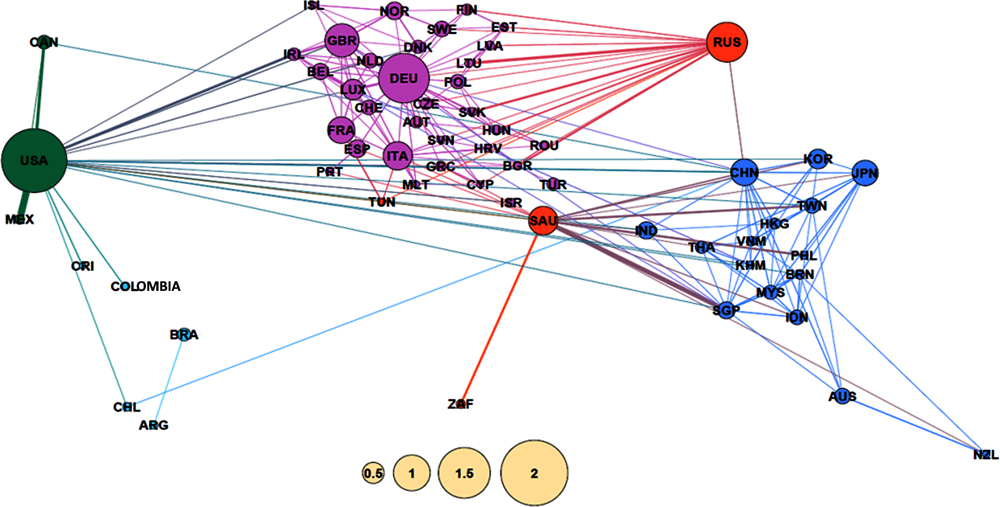 ISL
NOR
FIN
SWE
EST
CAN
GBR
DNK
LVA
RUS
IRL
NLD
LTU
BEL
DEU
POL
LUX
CHE
CZE
SVK
AUT
FRA
HUN
ESP
SVN
HRV
ROU
USA
ITA
GRC
BGR
CHN
KOR
JPN
PRT
MLT
CYP
TUR
TUN
ISR
TWN
MEX
SAU
IND
HKG
THA
VNM
PHL
KHM
BRN
CRI
COLOMBIA
MYS
SGP
IDN
BRA
AUS
CHL
ZAF
ARG
NZL
0.5 1 1.5 2